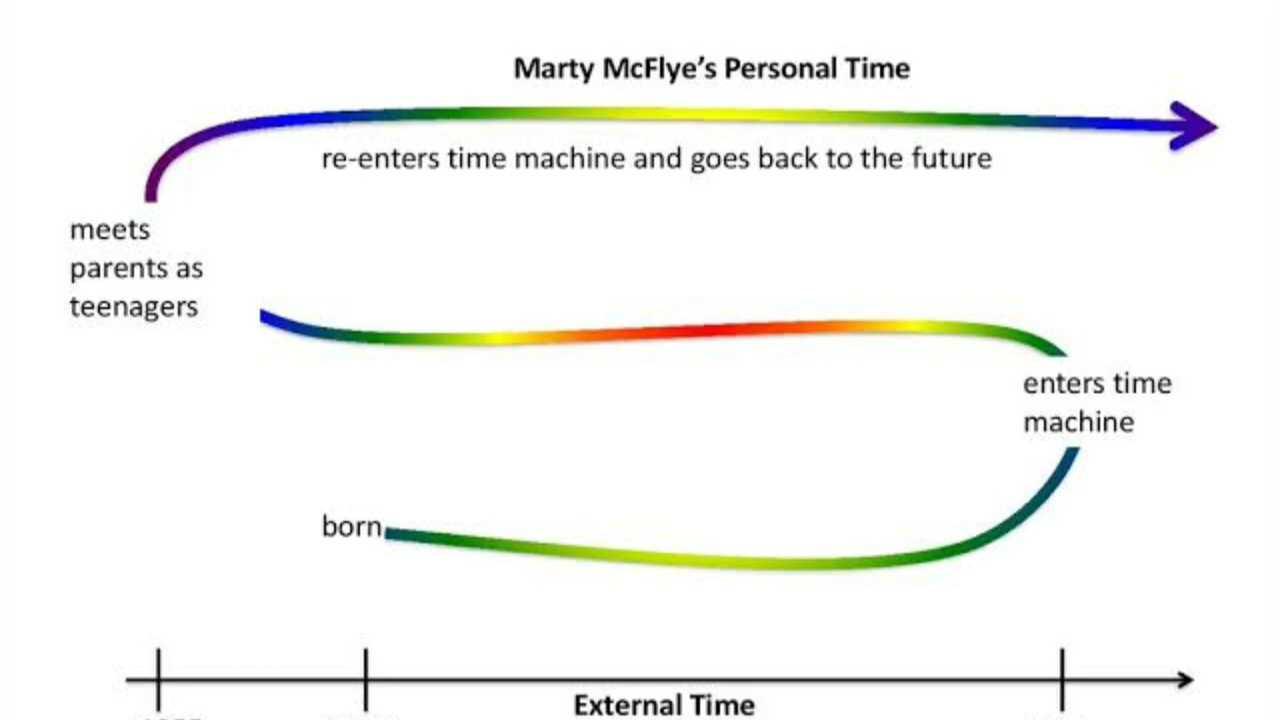 Marty McFlye’s Personal Time
re-enters time machine and goes back to the future
meets
parents as
teenagers
enters time
machine
born
External Time